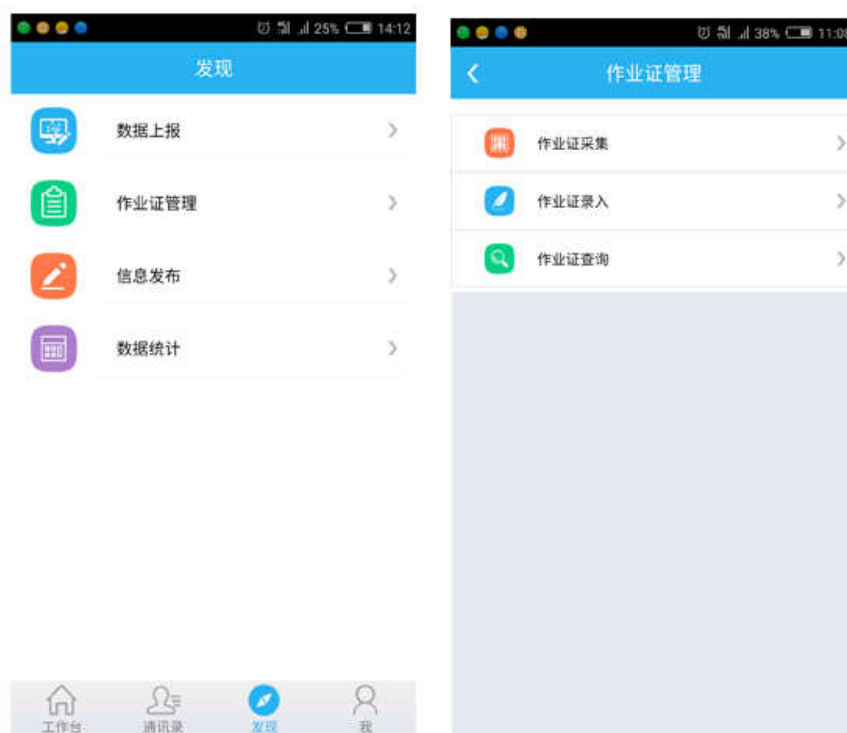 25% 14:12
发现
数据上报
作业证管理
信息发布
数据统计
工作台
通讯录
发现
我
38% 11:08
作业证管理
作业证采集
作业证录入
作业证查询